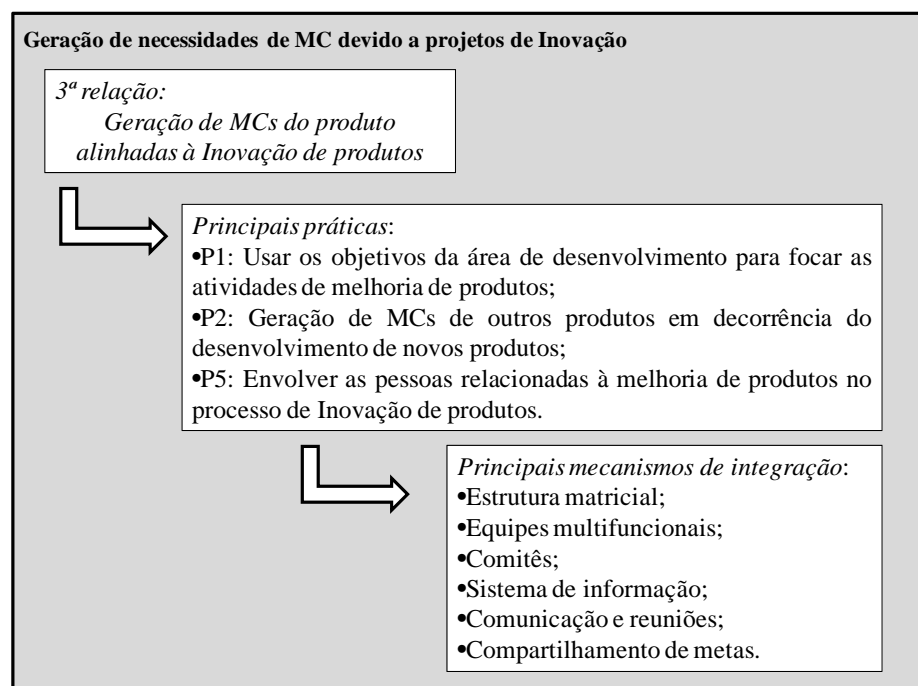 Geração de necessidades de MC devido a projetos de Inovação
3ª relação:
Geração de MCs do produto
alinhadas à Inovação de produtos
Principais práticas:
•P1: Usar os objetivos da área de desenvolvimento para focar as
atividades de melhoria de produtos;
•P2: Geração de MCs de outros produtos em decorrência do
desenvolvimento de novos produtos;
•P5: Envolver as pessoas relacionadas à melhoria de produtos no
processo de Inovação de produtos.
Principais mecanismos de integração:
•Estrutura matricial;
•Equipes multifuncionais;
•Comitês;
•Sistema de informação;
•Comunicação e reuniões;
•Compartilhamento de metas.